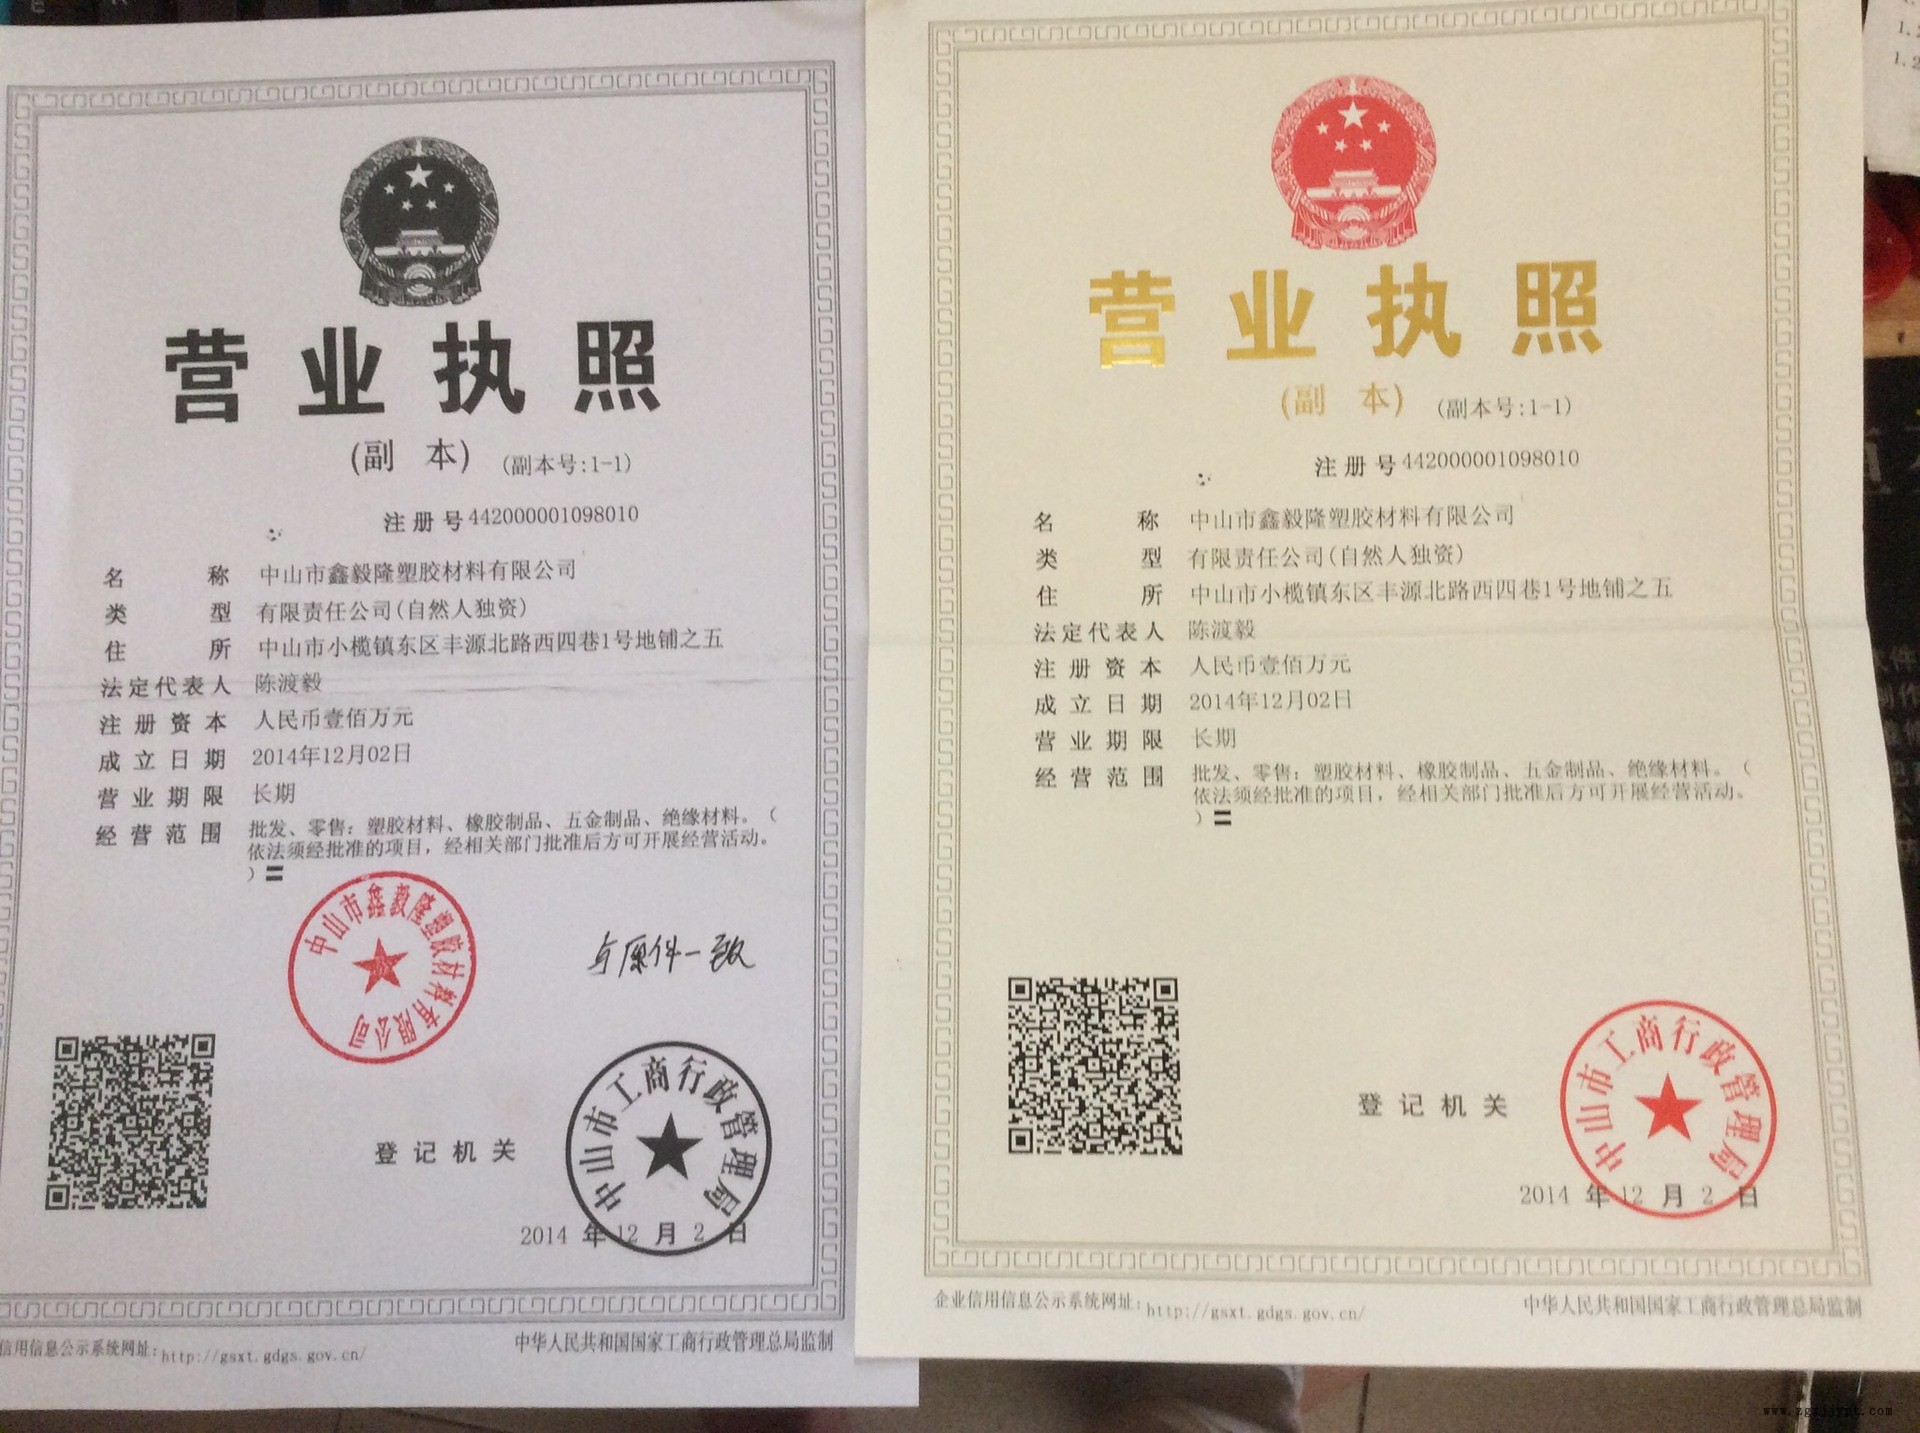 营业执照
(副 本) (副本号:1-1)
注册号442000001098010
名 称 中山市鑫毅隆塑胶材料有限公司
类 型 有限责任公司(自然人独资)
住 所 中山市小榄镇东区丰源北路西四巷1号地铺之五
法定代表人 陈渡毅
注册资本 人民币壹佰万元
成立日期 2014年12月02日
营业期限 长期
经营范围 批发、零售：塑胶材料、橡胶制品、五金制品、绝缘材料。（
依法须经批准的项目，经相关部门批准后方可开展经营活动。
）〓
中山市鑫毅隆塑胶材料有限公司
与原件一致
登记机关
中山市工商行政管理局
2014 年 12 月 2 日
信用信息公示系统网址：http://gsxt.gdgs.gov.cn/
中华人民共和国国家工商行政管理总局监制
营业执照
(副 本) (副本号:1-1)
注册号442000001098010
名 称 中山市鑫毅隆塑胶材料有限公司
类 型 有限责任公司(自然人独资)
住 所 中山市小榄镇东区丰源北路西四巷1号地铺之五
法定代表人 陈渡毅
注册资本 人民币壹佰万元
成立日期 2014年12月02日
营业期限 长期
经营范围 批发、零售：塑胶材料、橡胶制品、五金制品、绝缘材料。（
依法须经批准的项目，经相关部门批准后方可开展经营活动。
）〓
登记机关
中山市工商行政管理局
2014 年 12 月 2 日
企业信用信息公示系统网址：http://gsxt.gdgs.gov.cn/
中华人民共和国国家工商行政管理总局监制